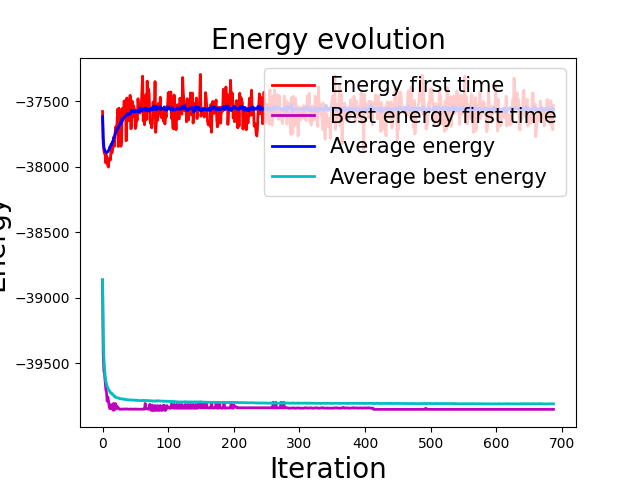 Energy evolution
Energy
−37500
−38000
−38500
−39000
−39500
Energy first time
Best energy first time
Average energy
Average best energy
0 100 200 300 400 500 600 700
Iteration